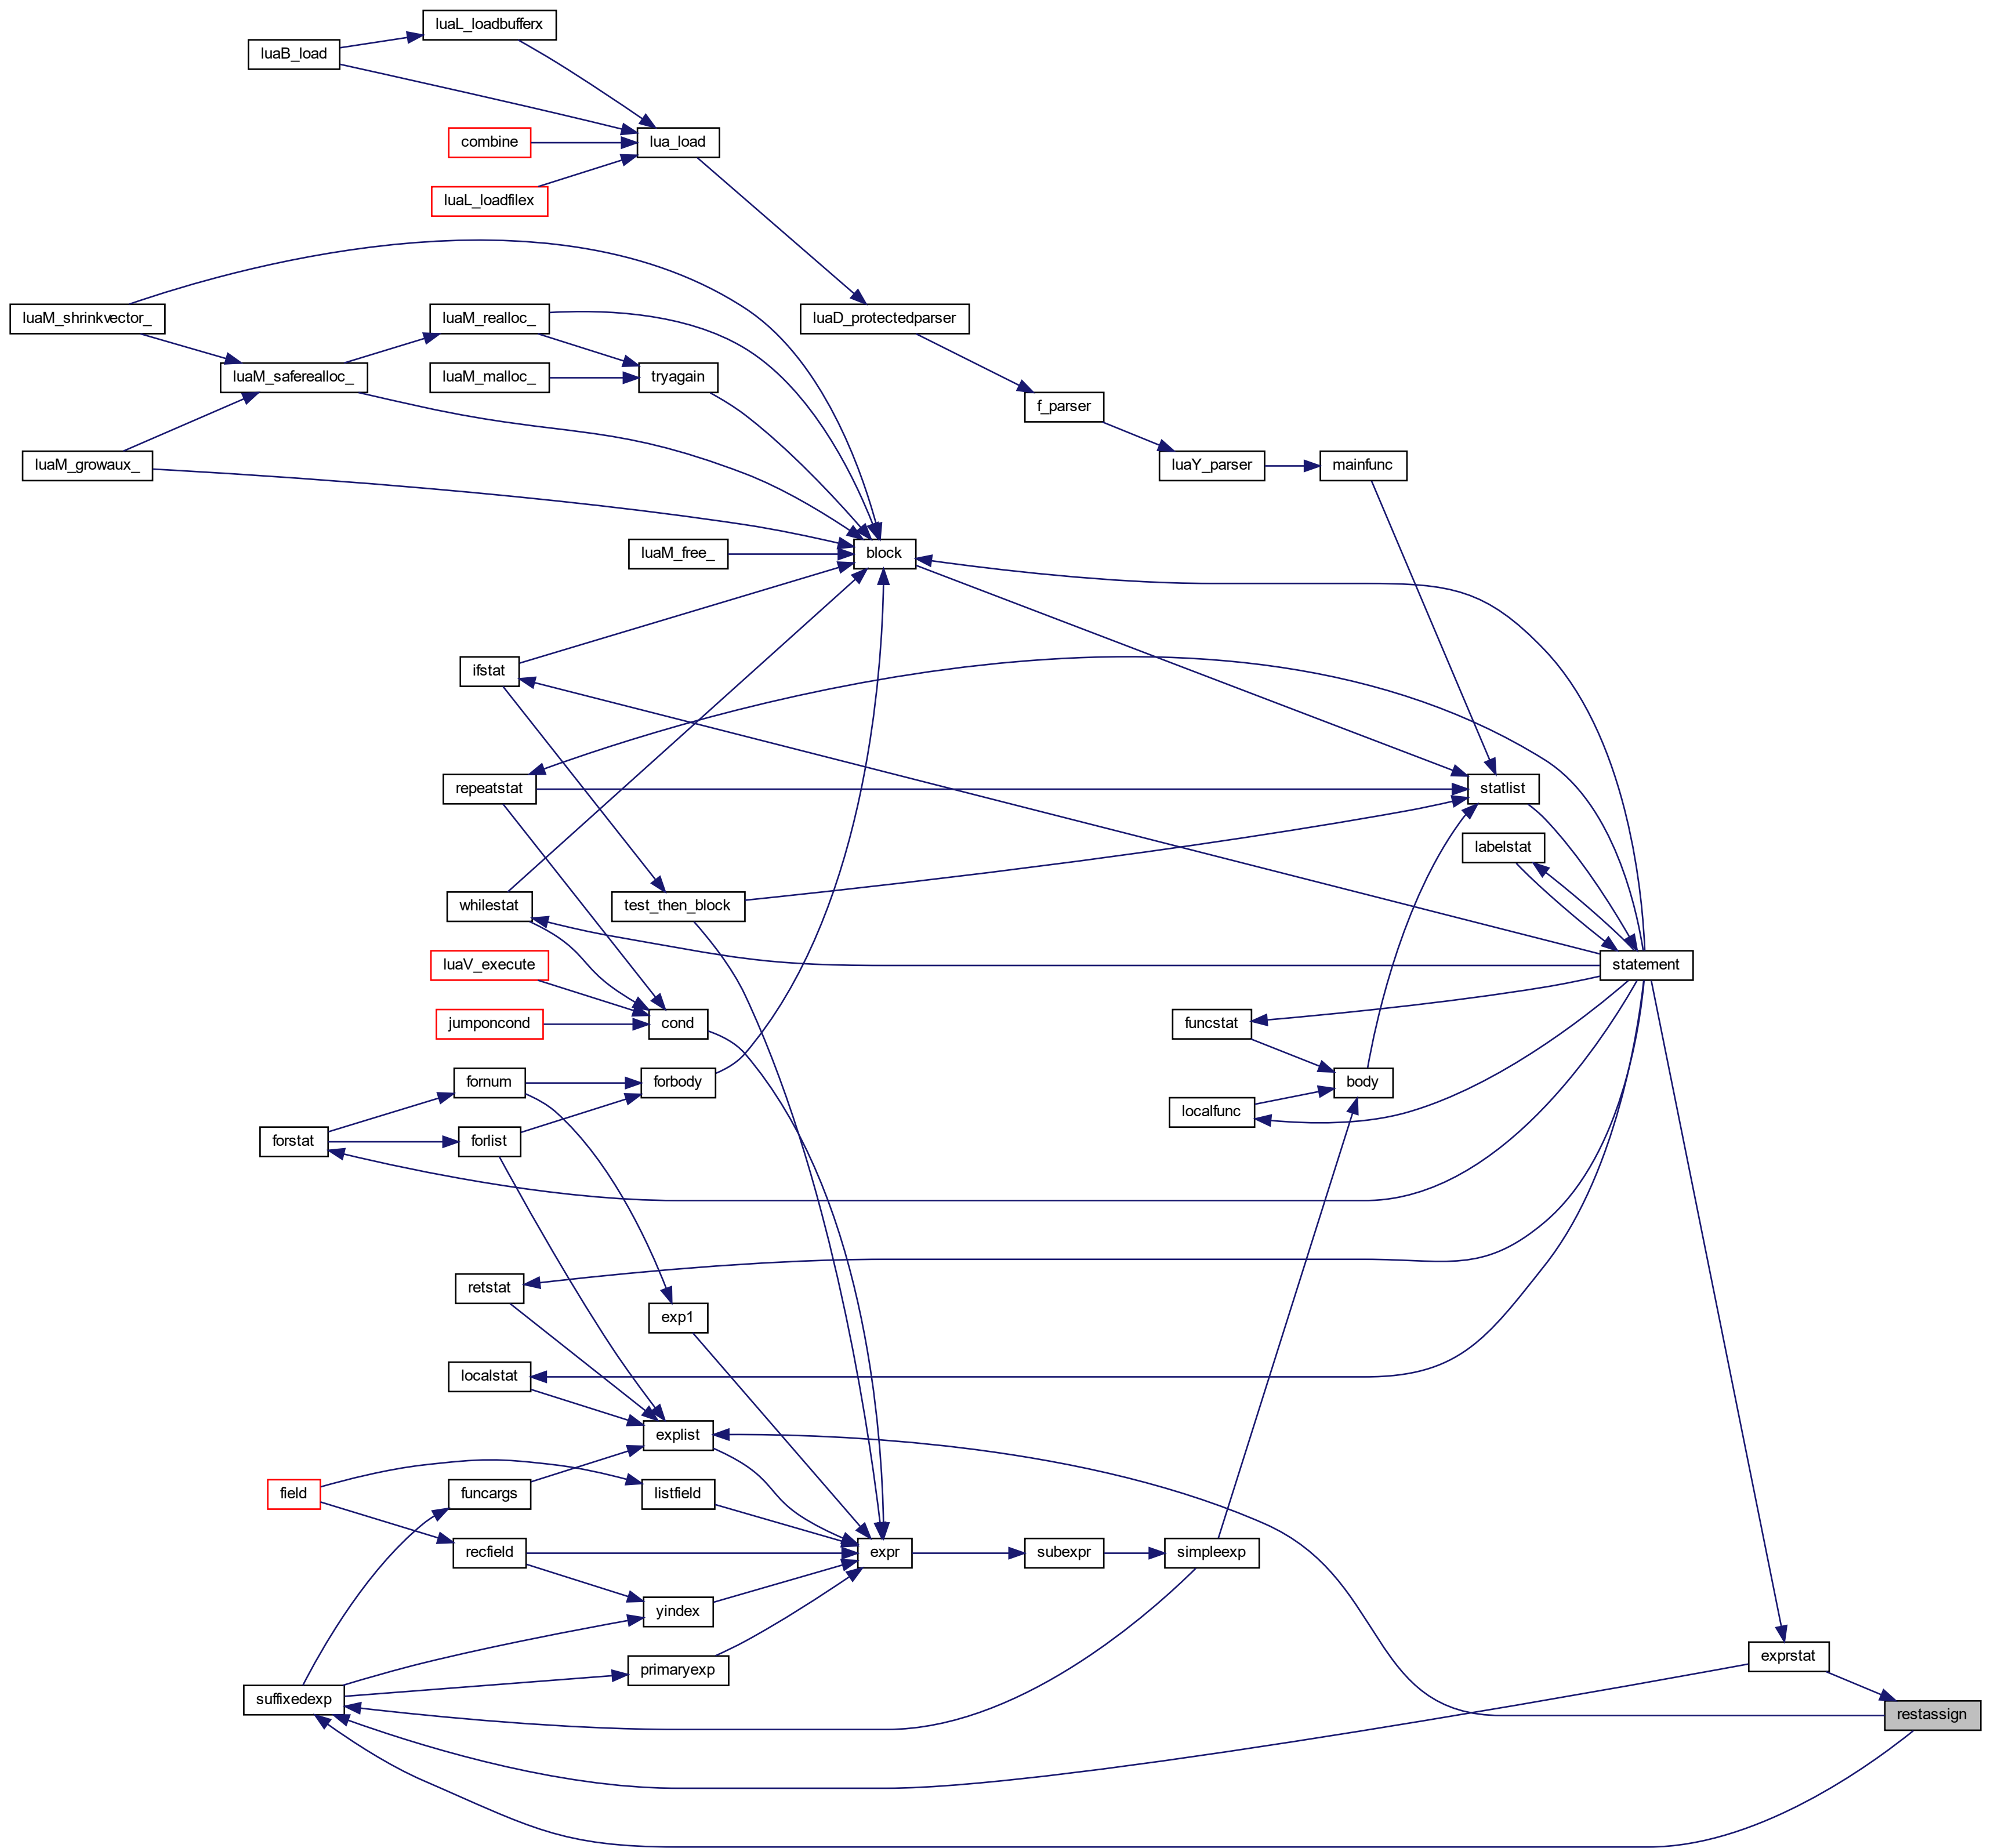 luaL_loadbufferx
luaB_load
combine
lua_load
luaL_loadfilex
luaM_shrinkvector_
luaM_realloc_
luaD_protectedparser
luaM_saferealloc_
luaM_malloc_
tryagain
f_parser
luaM_growaux_
luaY_parser
mainfunc
luaM_free_
block
ifstat
repeatstat
statlist
labelstat
whilestat
test_then_block
luaV_execute
statement
jumponcond
cond
funcstat
fornum
forbody
body
localfunc
forstat
forlist
retstat
exp1
localstat
explist
field
funcargs
listfield
recfield
expr
subexpr
simpleexp
yindex
exprstat
primaryexp
suffixedexp
restassign